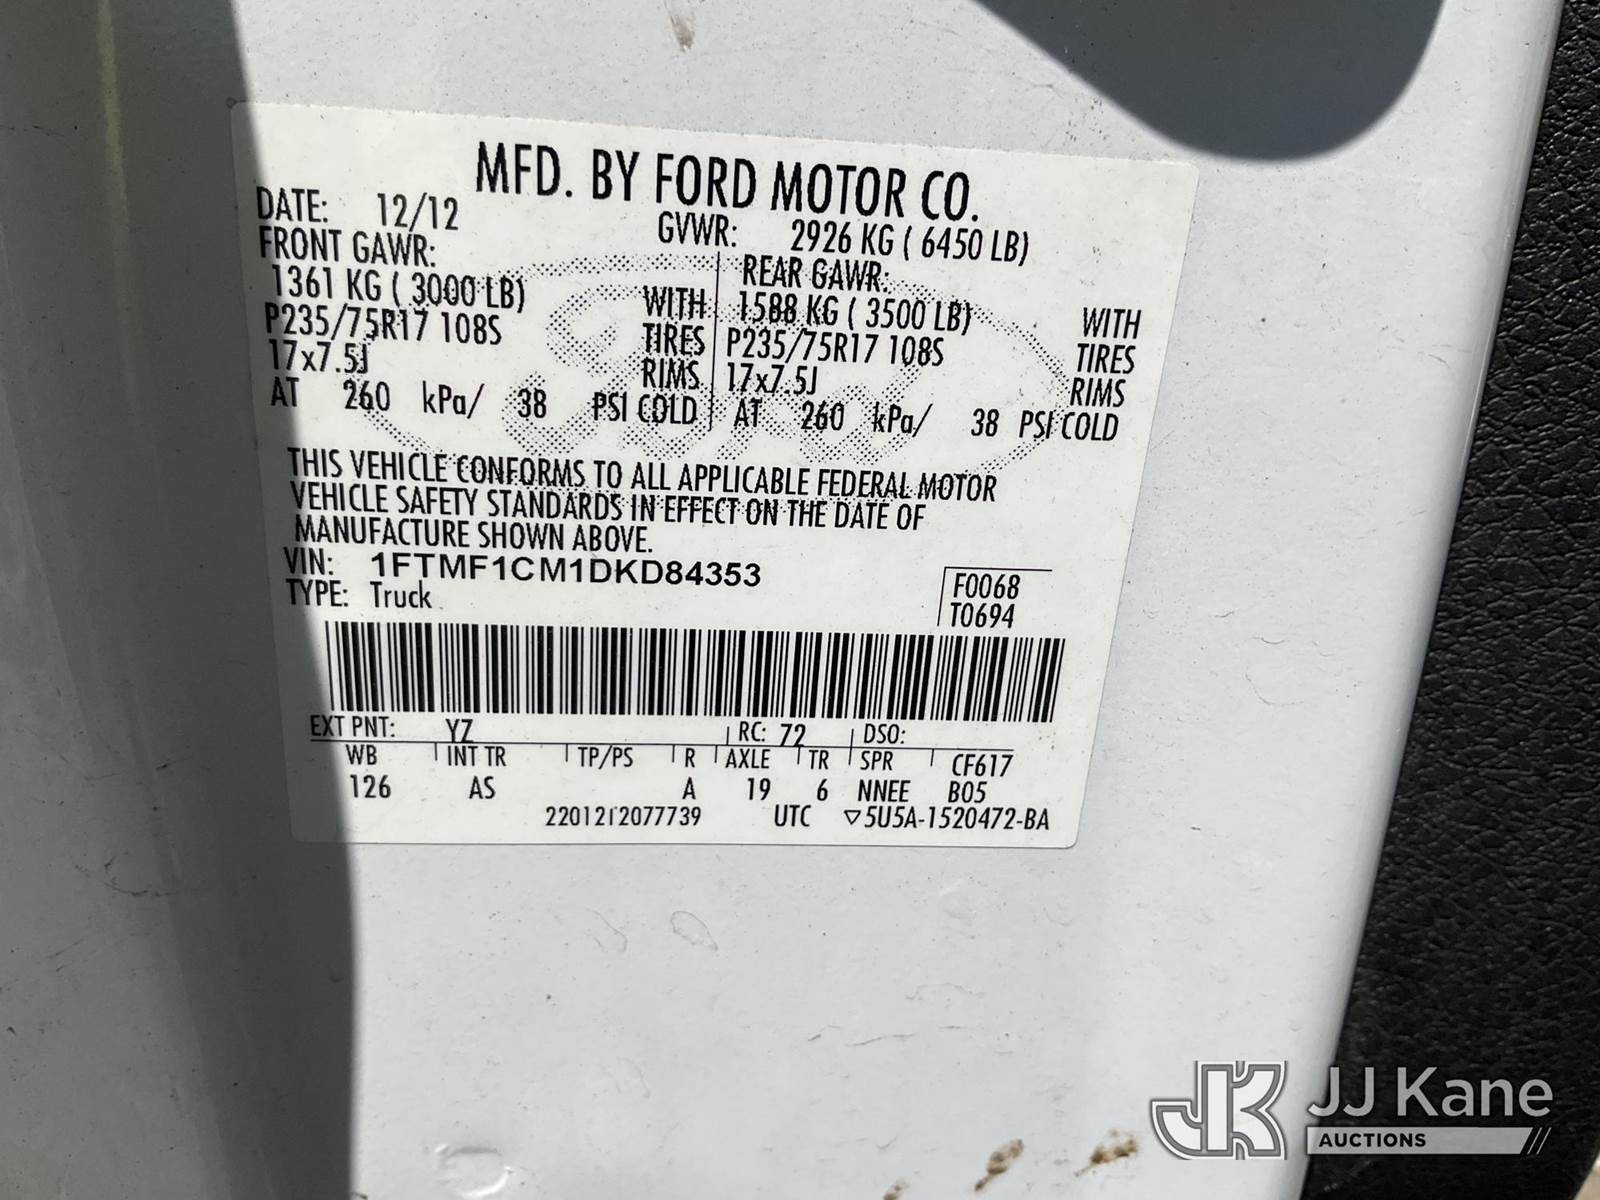 MFD. BY FORD MOTOR CO.
DATE: 12/12 GVWR: 2926 KG ( 6450 LB)
FRONT GAWR: REAR GAWR:
1361 KG ( 3000 LB) WITH 1588 KG ( 3500 LB) WITH
P235/75R17 108S TIRES P235/75R17 108S TIRES
17x7.5J RIMS 17x7.5J RIMS
AT 260 kPa/ 38 PSI COLD AT 260 kPa/ 38 PSI COLD
THIS VEHICLE CONFORMS TO ALL APPLICABLE FEDERAL MOTOR
VEHICLE SAFETY STANDARDS IN EFFECT ON THE DATE OF
MANUFACTURE SHOWN ABOVE.
VIN: 1FTMF1CM1DKD84353
TYPE: Truck
F0068
T0694
EXT PNT: YZ RC: 72 DSO:
WB INT TR TP/PS R AXLE TR SPR CF617
126 AS A 19 6 NNEE B05
2201212077739 UTC ▽5U5A-1520472-BA
JK JJ Kane
AUCTIONS